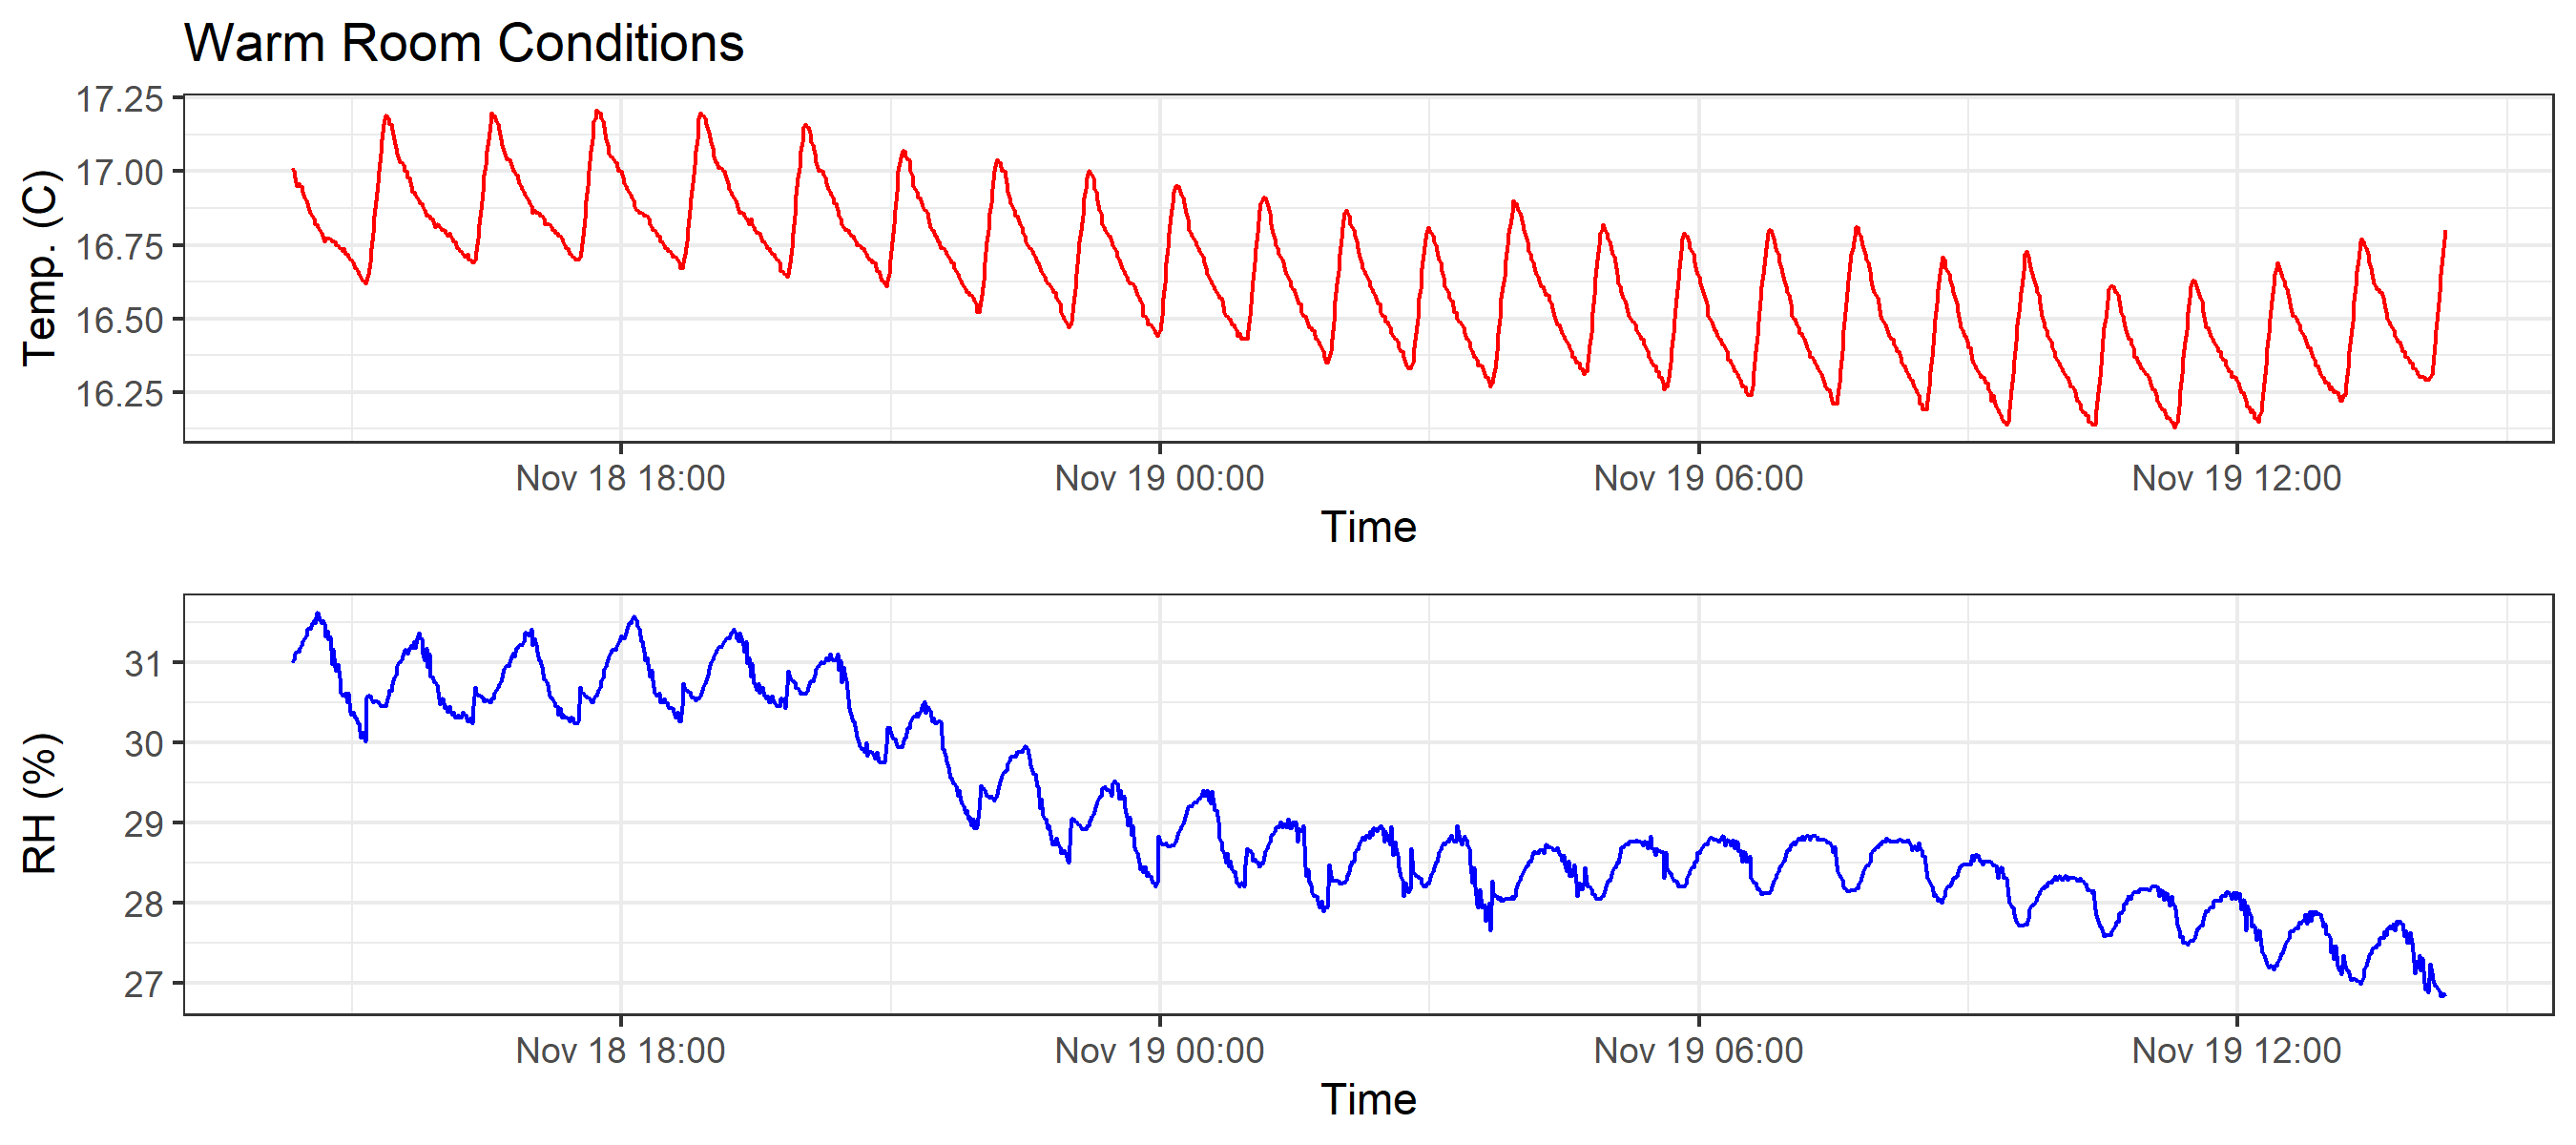 Warm Room Conditions
Temp. (C)
17.25
17.00
16.75
16.50
16.25
Nov 18 18:00 Nov 19 00:00 Nov 19 06:00 Nov 19 12:00
Time
RH (%)
31
30
29
28
27
Nov 18 18:00 Nov 19 00:00 Nov 19 06:00 Nov 19 12:00
Time